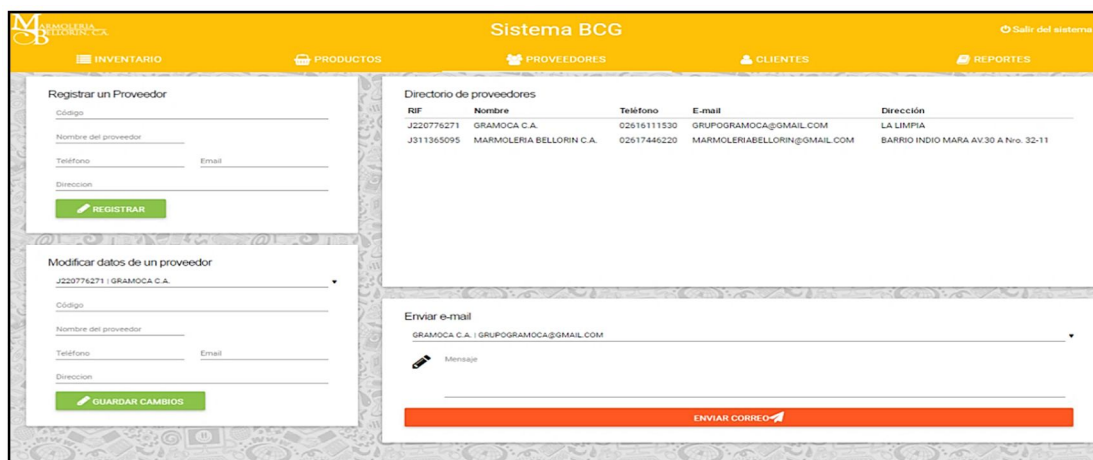 MARMOLERIA
BELLORIN, C.A.
Sistema BCG
Salir del sistema
INVENTARIO
PRODUCTOS
PROVEEDORES
CLIENTES
REPORTES
Registrar un Proveedor
Código
Nombre del proveedor
Teléfono Email
Direccion
REGISTRAR
Modificar datos de un proveedor
J220776271 | GRAMOCA C.A.
Código
Nombre del proveedor
Teléfono Email
Direccion
GUARDAR CAMBIOS
Directorio de proveedores
RIF Nombre Teléfono E-mail Dirección
J220776271 GRAMOCA C.A. 02616111530 GRUPOGRAMOCA@GMAIL.COM LA LIMPIA
J311365095 MARMOLERIA BELLORIN C.A. 02617446220 MARMOLERIABELLORIN@GMAIL.COM BARRIO INDIO MARA AV.30 A Nro. 32-11
Enviar e-mail
GRAMOCA C.A. | GRUPOGRAMOCA@GMAIL.COM
Mensaje
ENVIAR CORREO